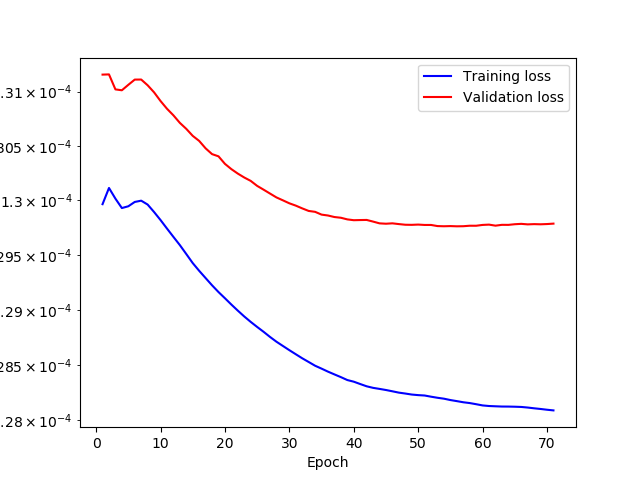 Training loss
Validation loss
.31 × 10⁻⁴
305 × 10⁻⁴
1.3 × 10⁻⁴
295 × 10⁻⁴
.29 × 10⁻⁴
285 × 10⁻⁴
.28 × 10⁻⁴
0 10 20 30 40 50 60 70
Epoch